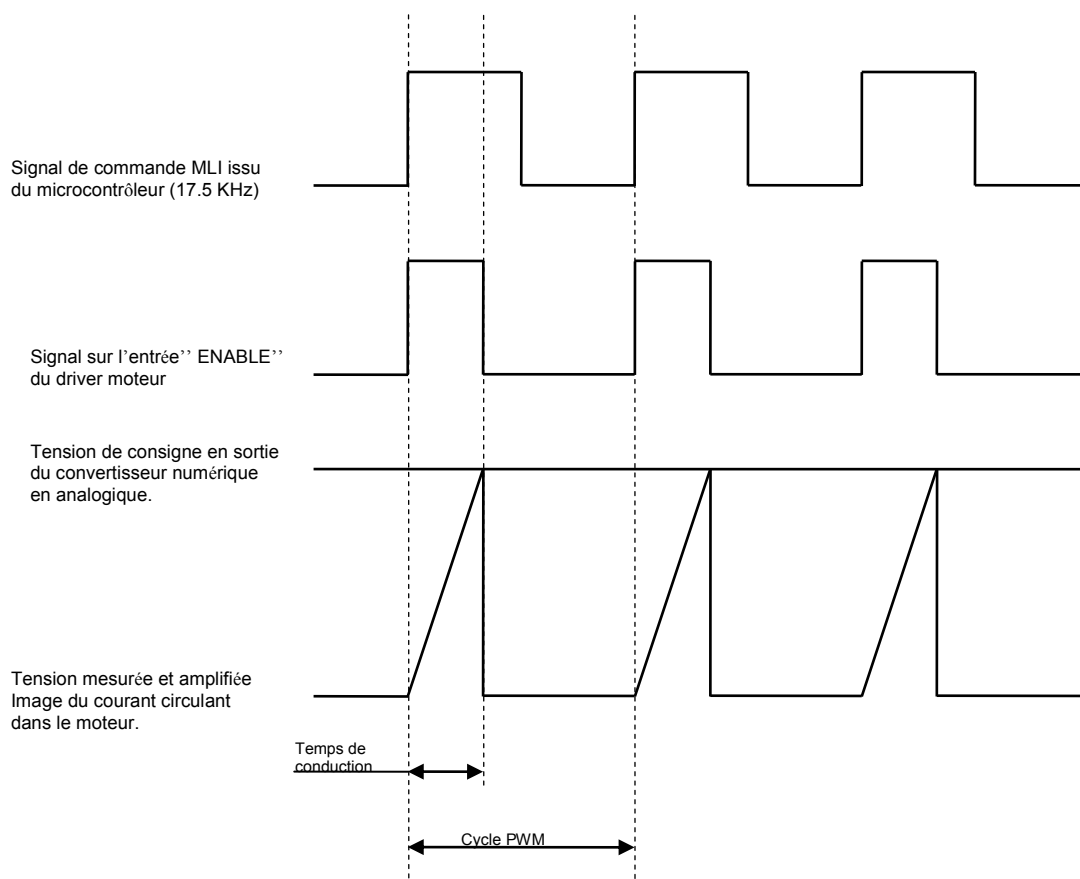 Signal de commande MLI issu
du microcontrôleur (17.5 KHz)
Signal sur l’entrée’’ ENABLE’’
du driver moteur
Tension de consigne en sortie
du convertisseur numérique
en analogique.
Tension mesurée et amplifiée
Image du courant circulant
dans le moteur.
Temps de
conduction
Cycle PWM